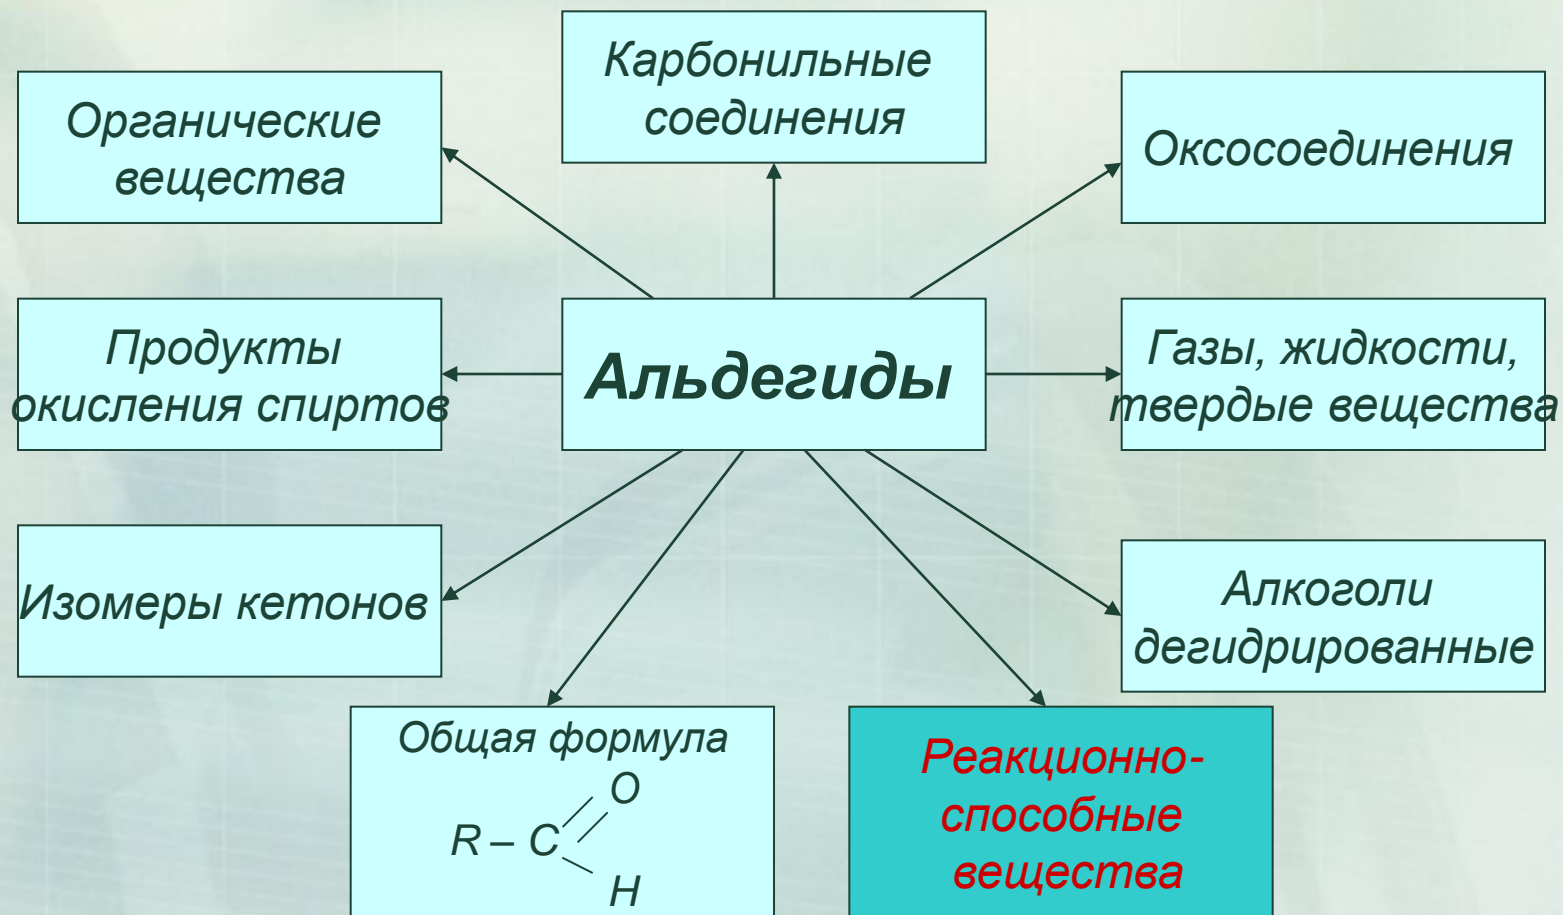 Карбонильные
соединения
Органические
вещества
Оксосоединения
Продукты
окисления спиртов
Альдегиды
Газы, жидкости,
твердые вещества
Изомеры кетонов
Алкоголи
дегидрированные
Общая формула
O
R – C
H
Реакционно-
способные
вещества